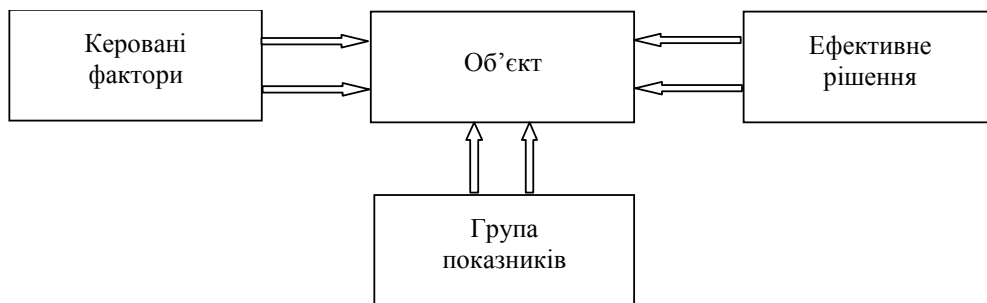 Керовані
фактори
Об’єкт
Ефективне
рішення
Група
показників